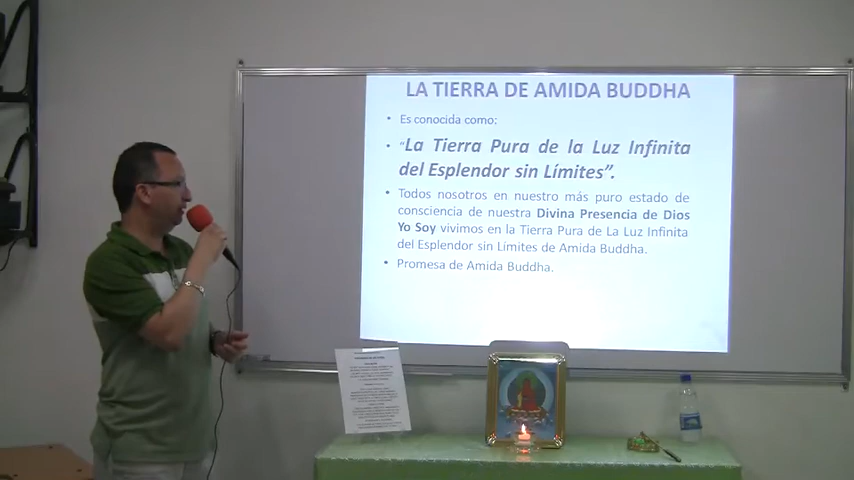 LA TIERRA DE AMIDA BUDDHA
• Es conocida como:
• "La Tierra Pura de la Luz Infinita
del Esplendor sin Límites".
• Todos nosotros en nuestro más puro estado de
consciencia de nuestra Divina Presencia de Dios
Yo Soy vivimos en la Tierra Pura de La Luz Infinita
del Esplendor sin Límites de Amida Buddha.
• Promesa de Amida Buddha.